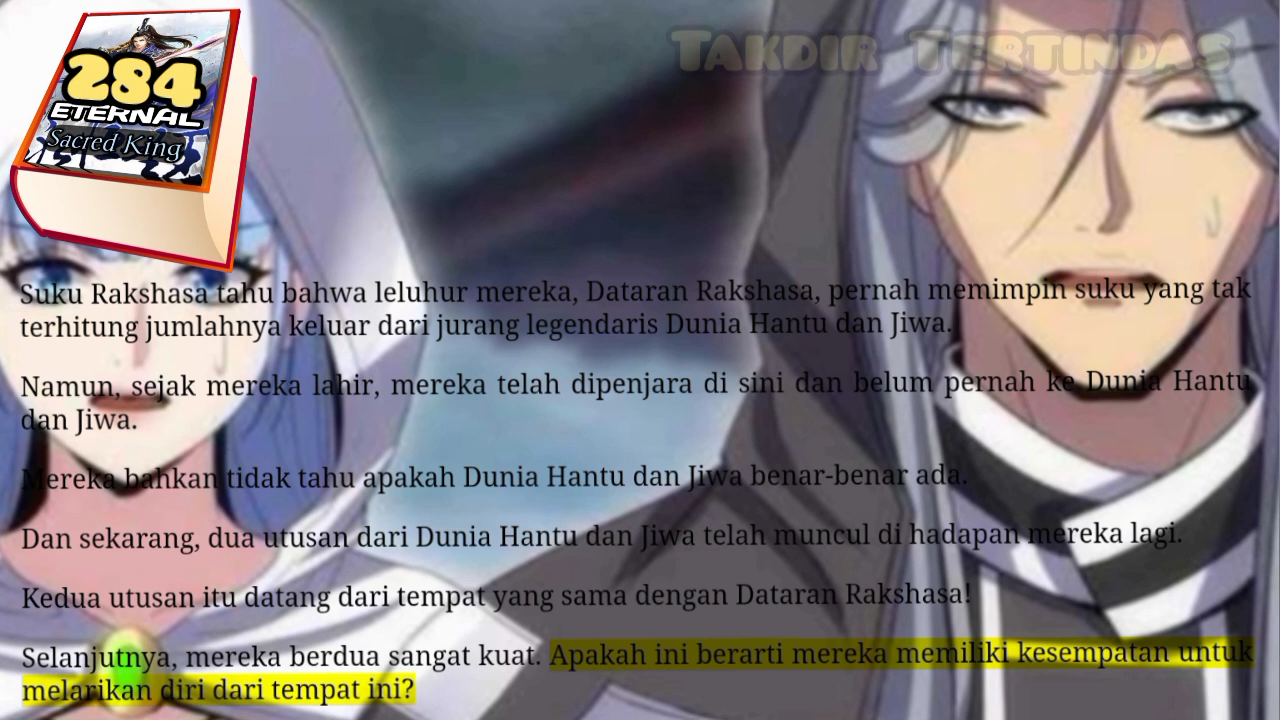 TAKDIR TERTINDAS
284
ETERNAL
Sacred King
Suku Rakshasa tahu bahwa leluhur mereka, Dataran Rakshasa, pernah memimpin suku yang tak
terhitung jumlahnya keluar dari jurang legendaris Dunia Hantu dan Jiwa.
Namun, sejak mereka lahir, mereka telah dipenjara di sini dan belum pernah ke Dunia Hantu
dan Jiwa.
Mereka bahkan tidak tahu apakah Dunia Hantu dan Jiwa benar-benar ada.
Dan sekarang, dua utusan dari Dunia Hantu dan Jiwa telah muncul di hadapan mereka lagi.
Kedua utusan itu datang dari tempat yang sama dengan Dataran Rakshasa!
Selanjutnya, mereka berdua sangat kuat. Apakah ini berarti mereka memiliki kesempatan untuk
melarikan diri dari tempat ini?